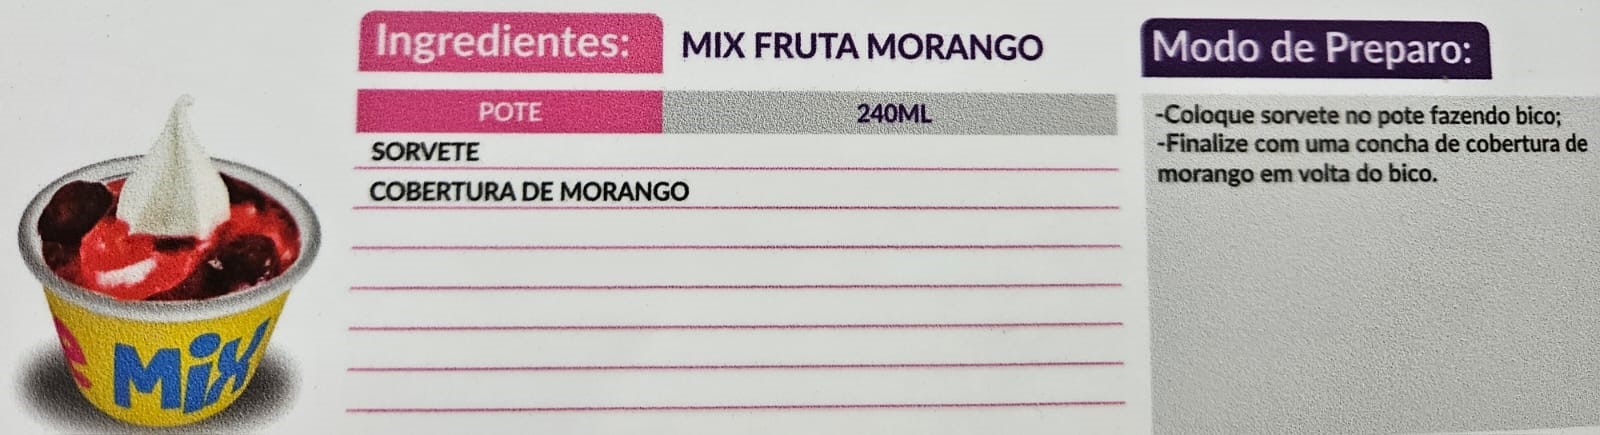 Ingredientes: MIX FRUTA MORANGO
POTE 240ML
SORVETE
COBERTURA DE MORANGO
Modo de Preparo:
-Coloque sorvete no pote fazendo bico;
-Finalize com uma concha de cobertura de
morango em volta do bico.
Mix